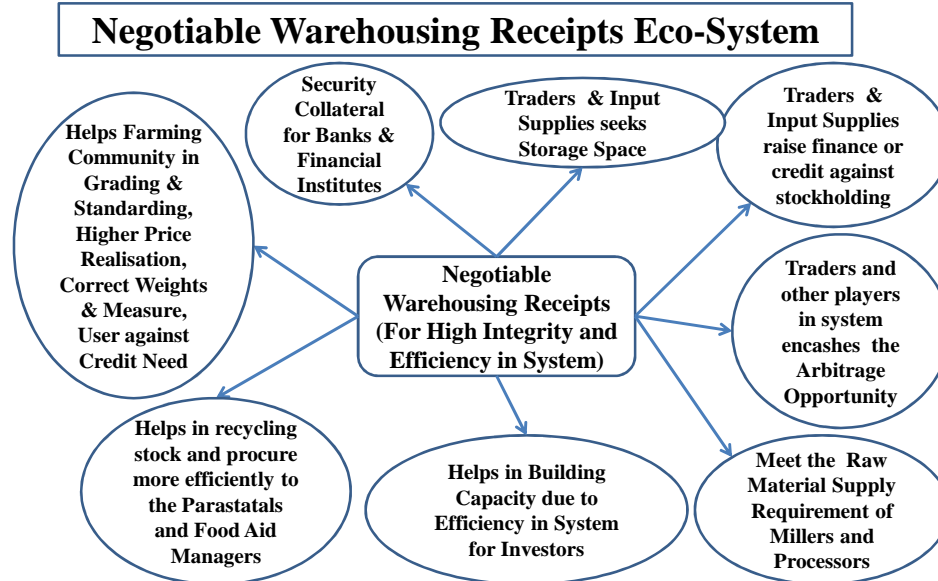 Negotiable Warehousing Receipts Eco-System
Security
Collateral
for Banks &
Financial
Institutes
Traders & Input
Supplies seeks
Storage Space
Traders &
Input Supplies
raise finance or
credit against
stockholding
Helps Farming
Community in
Grading &
Standarding,
Higher Price
Realisation,
Correct Weights
& Measure,
User against
Credit Need
Negotiable
Warehousing Receipts
(For High Integrity and
Efficiency in System)
Traders and
other players
in system
encashes the
Arbitrage
Opportunity
Helps in recycling
stock and procure
more efficiently to
the Parastatals
and Food Aid
Managers
Helps in Building
Capacity due to
Efficiency in System
for Investors
Meet the Raw
Material Supply
Requirement of
Millers and
Processors